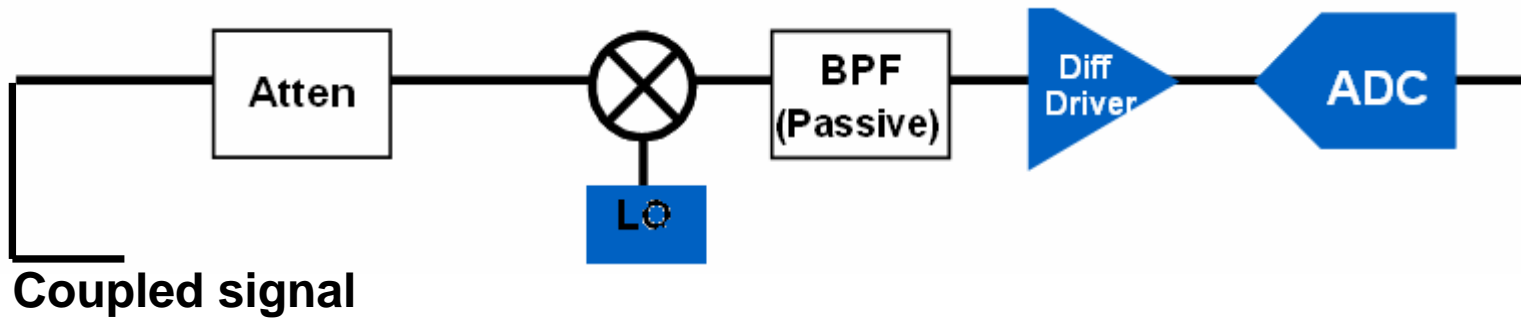 Atten
BPF
(Passive)
Diff
Driver
ADC
LO
Coupled signal